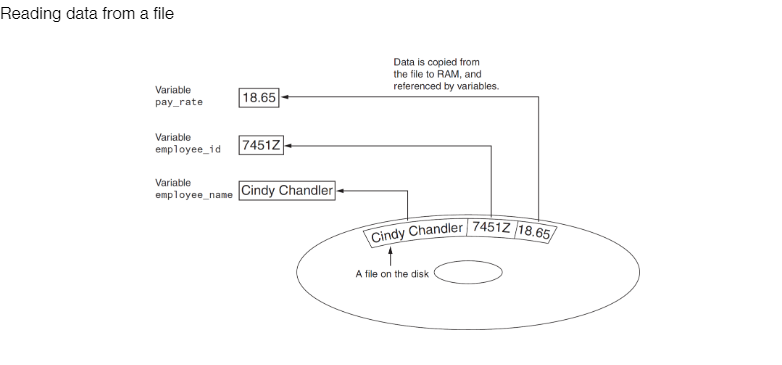 Reading data from a file
Data is copied from
the file to RAM, and
referenced by variables.
Variable
pay_rate
18.65
Variable
employee_id
7451Z
Variable
employee_name
Cindy Chandler
Cindy Chandler 7451Z 18.65
A file on the disk